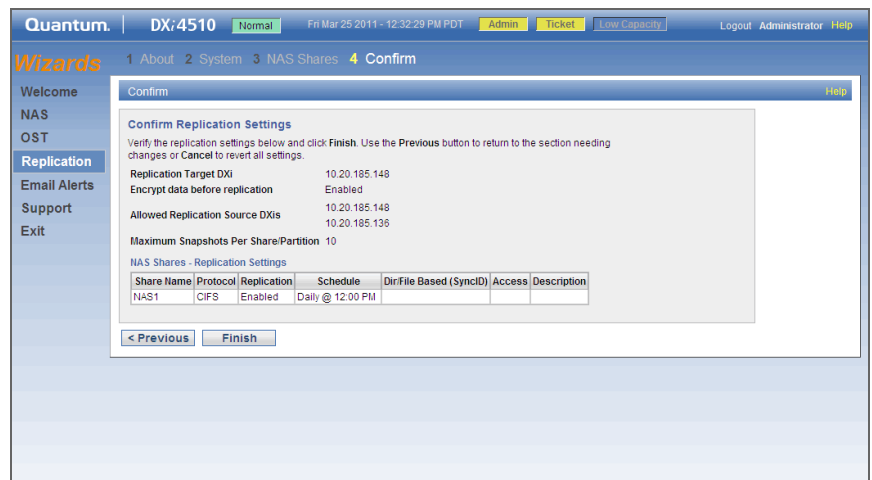 Quantum. DXi4510 Normal Fri Mar 25 2011 - 12:32:29 PM PDT Admin Ticket Low Capacity Logout Administrator Help
Wizards
1 About 2 System 3 NAS Shares 4 Confirm
Welcome
NAS
OST
Replication
Email Alerts
Support
Exit
Confirm Help
Confirm Replication Settings
Verify the replication settings below and click Finish. Use the Previous button to return to the section needing
changes or Cancel to revert all settings.
Replication Target DXi 10.20.185.148
Encrypt data before replication Enabled
Allowed Replication Source DXis 10.20.185.148
10.20.185.136
Maximum Snapshots Per Share/Partition 10
NAS Shares - Replication Settings
Share Name Protocol Replication Schedule Dir/File Based (SyncID) Access Description
NAS1 CIFS Enabled Daily @ 12:00 PM
< Previous Finish